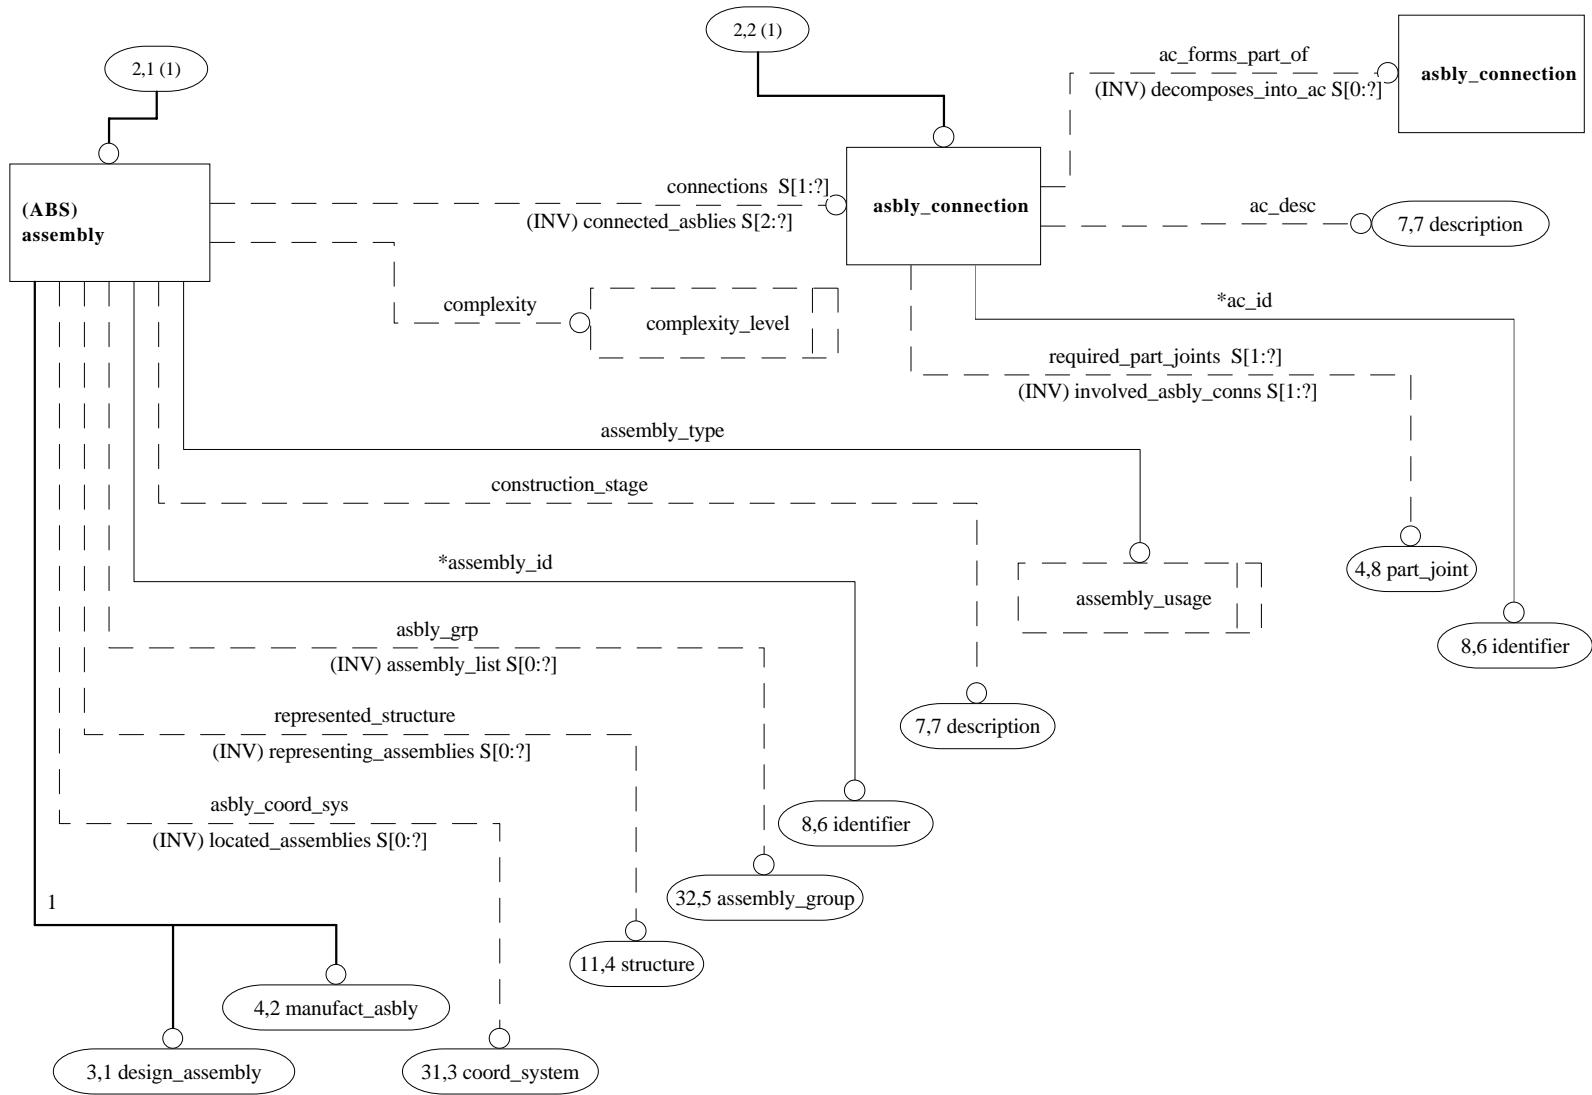 2,2 (1)
2,1 (1)
ac_forms_part_of
(INV) decomposes_into_ac S[0:?]
asbly_connection
(ABS)
assembly
connections S[1:?]
(INV) connected_asblies S[2:?]
asbly_connection
ac_desc
7,7 description
complexity
complexity_level
*ac_id
required_part_joints S[1:?]
(INV) involved_asbly_conns S[1:?]
assembly_type
construction_stage
*assembly_id
assembly_usage
4,8 part_joint
asbly_grp
(INV) assembly_list S[0:?]
8,6 identifier
represented_structure
(INV) representing_assemblies S[0:?]
7,7 description
asbly_coord_sys
(INV) located_assemblies S[0:?]
8,6 identifier
1
32,5 assembly_group
11,4 structure
4,2 manufact_asbly
3,1 design_assembly
31,3 coord_system